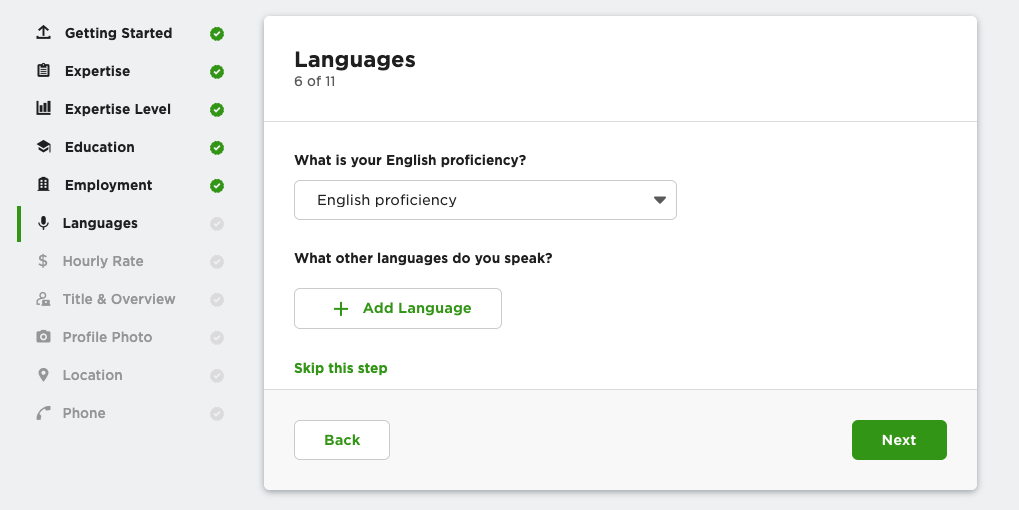 Getting Started
Expertise
Expertise Level
Education
Employment
Languages
Hourly Rate
Title & Overview
Profile Photo
Location
Phone
Languages
6 of 11
What is your English proficiency?
English proficiency
What other languages do you speak?
+ Add Language
Skip this step
Back
Next